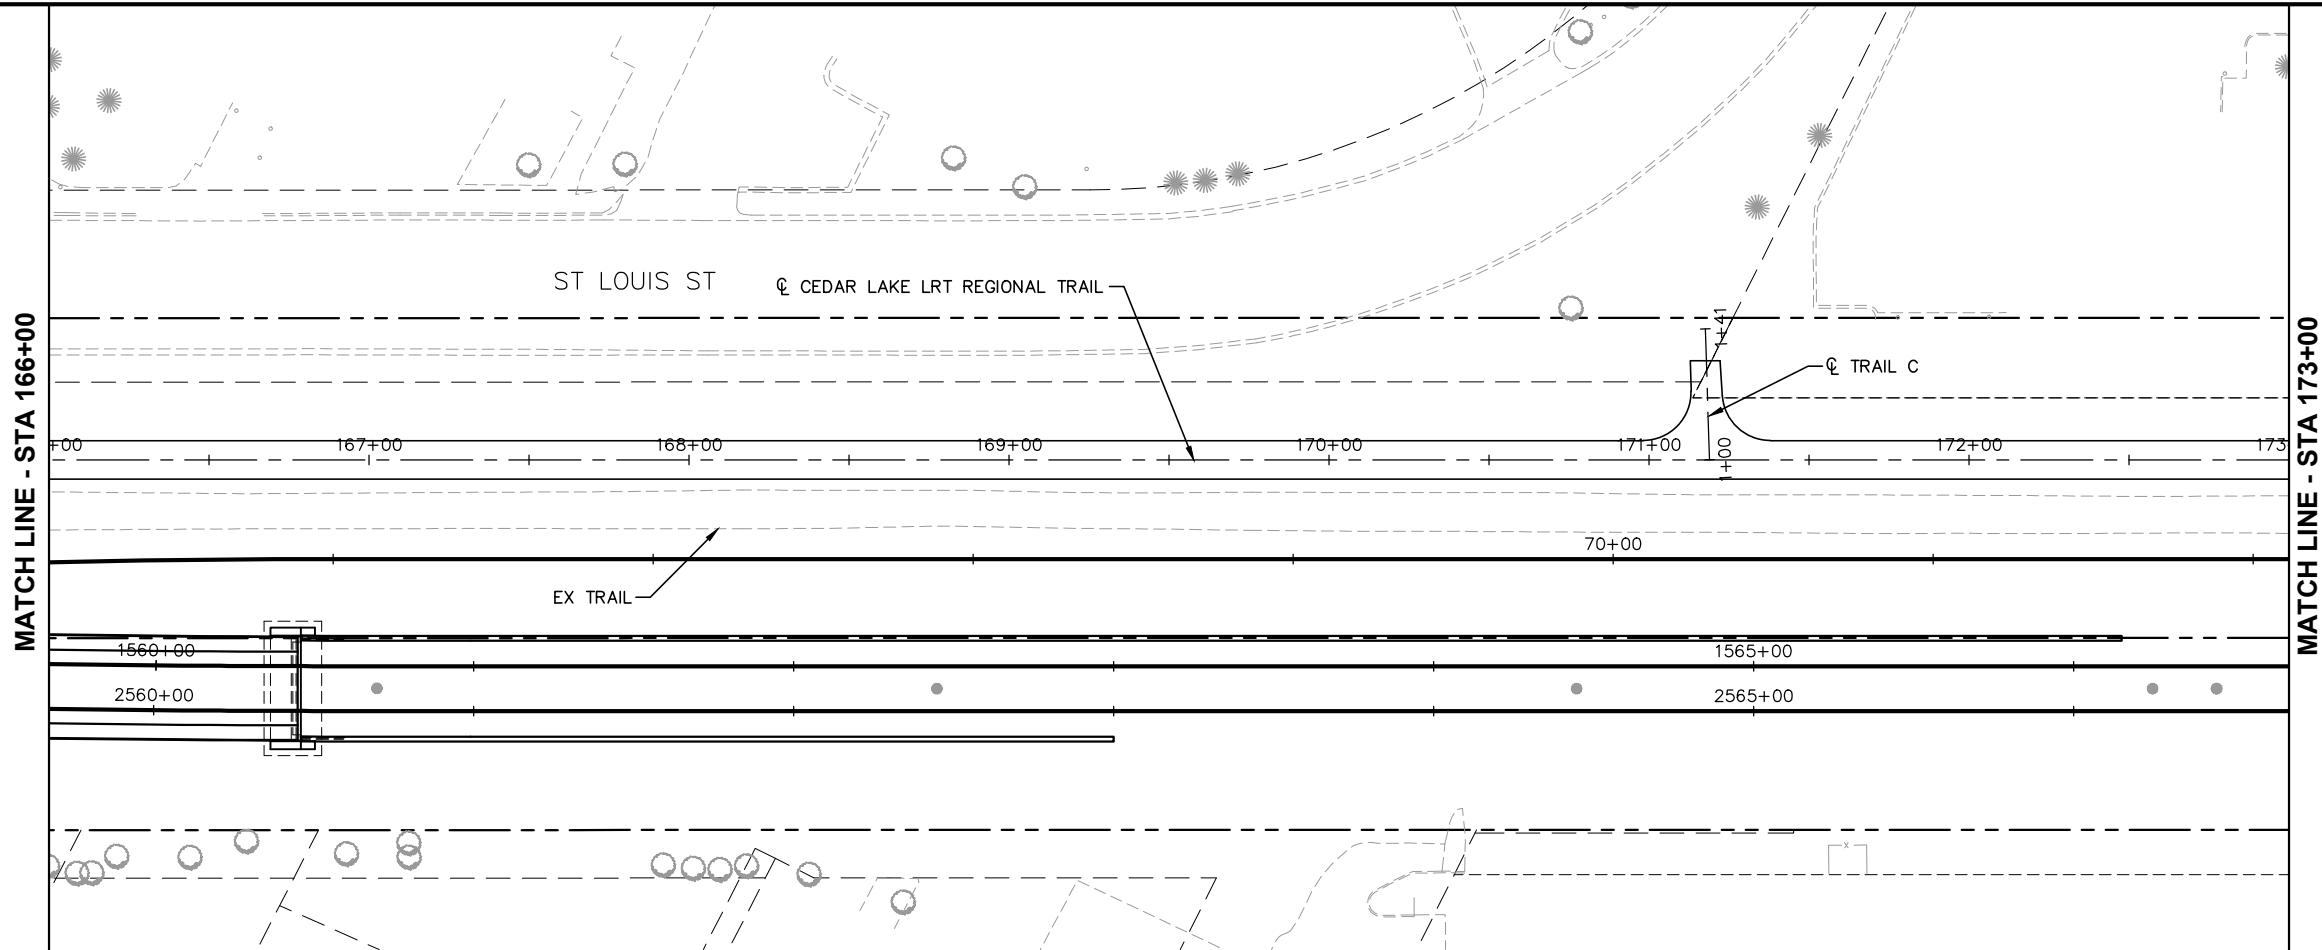 ST LOUIS ST
℄ CEDAR LAKE LRT REGIONAL TRAIL
1+41
℄ TRAIL C
MATCH LINE - STA 166+00
MATCH LINE - STA 173+00
+00
167+00
168+00
169+00
170+00
171+00
1+00
172+00
173
70+00
EX TRAIL
1560+00
1565+00
2560+00
2565+00
x